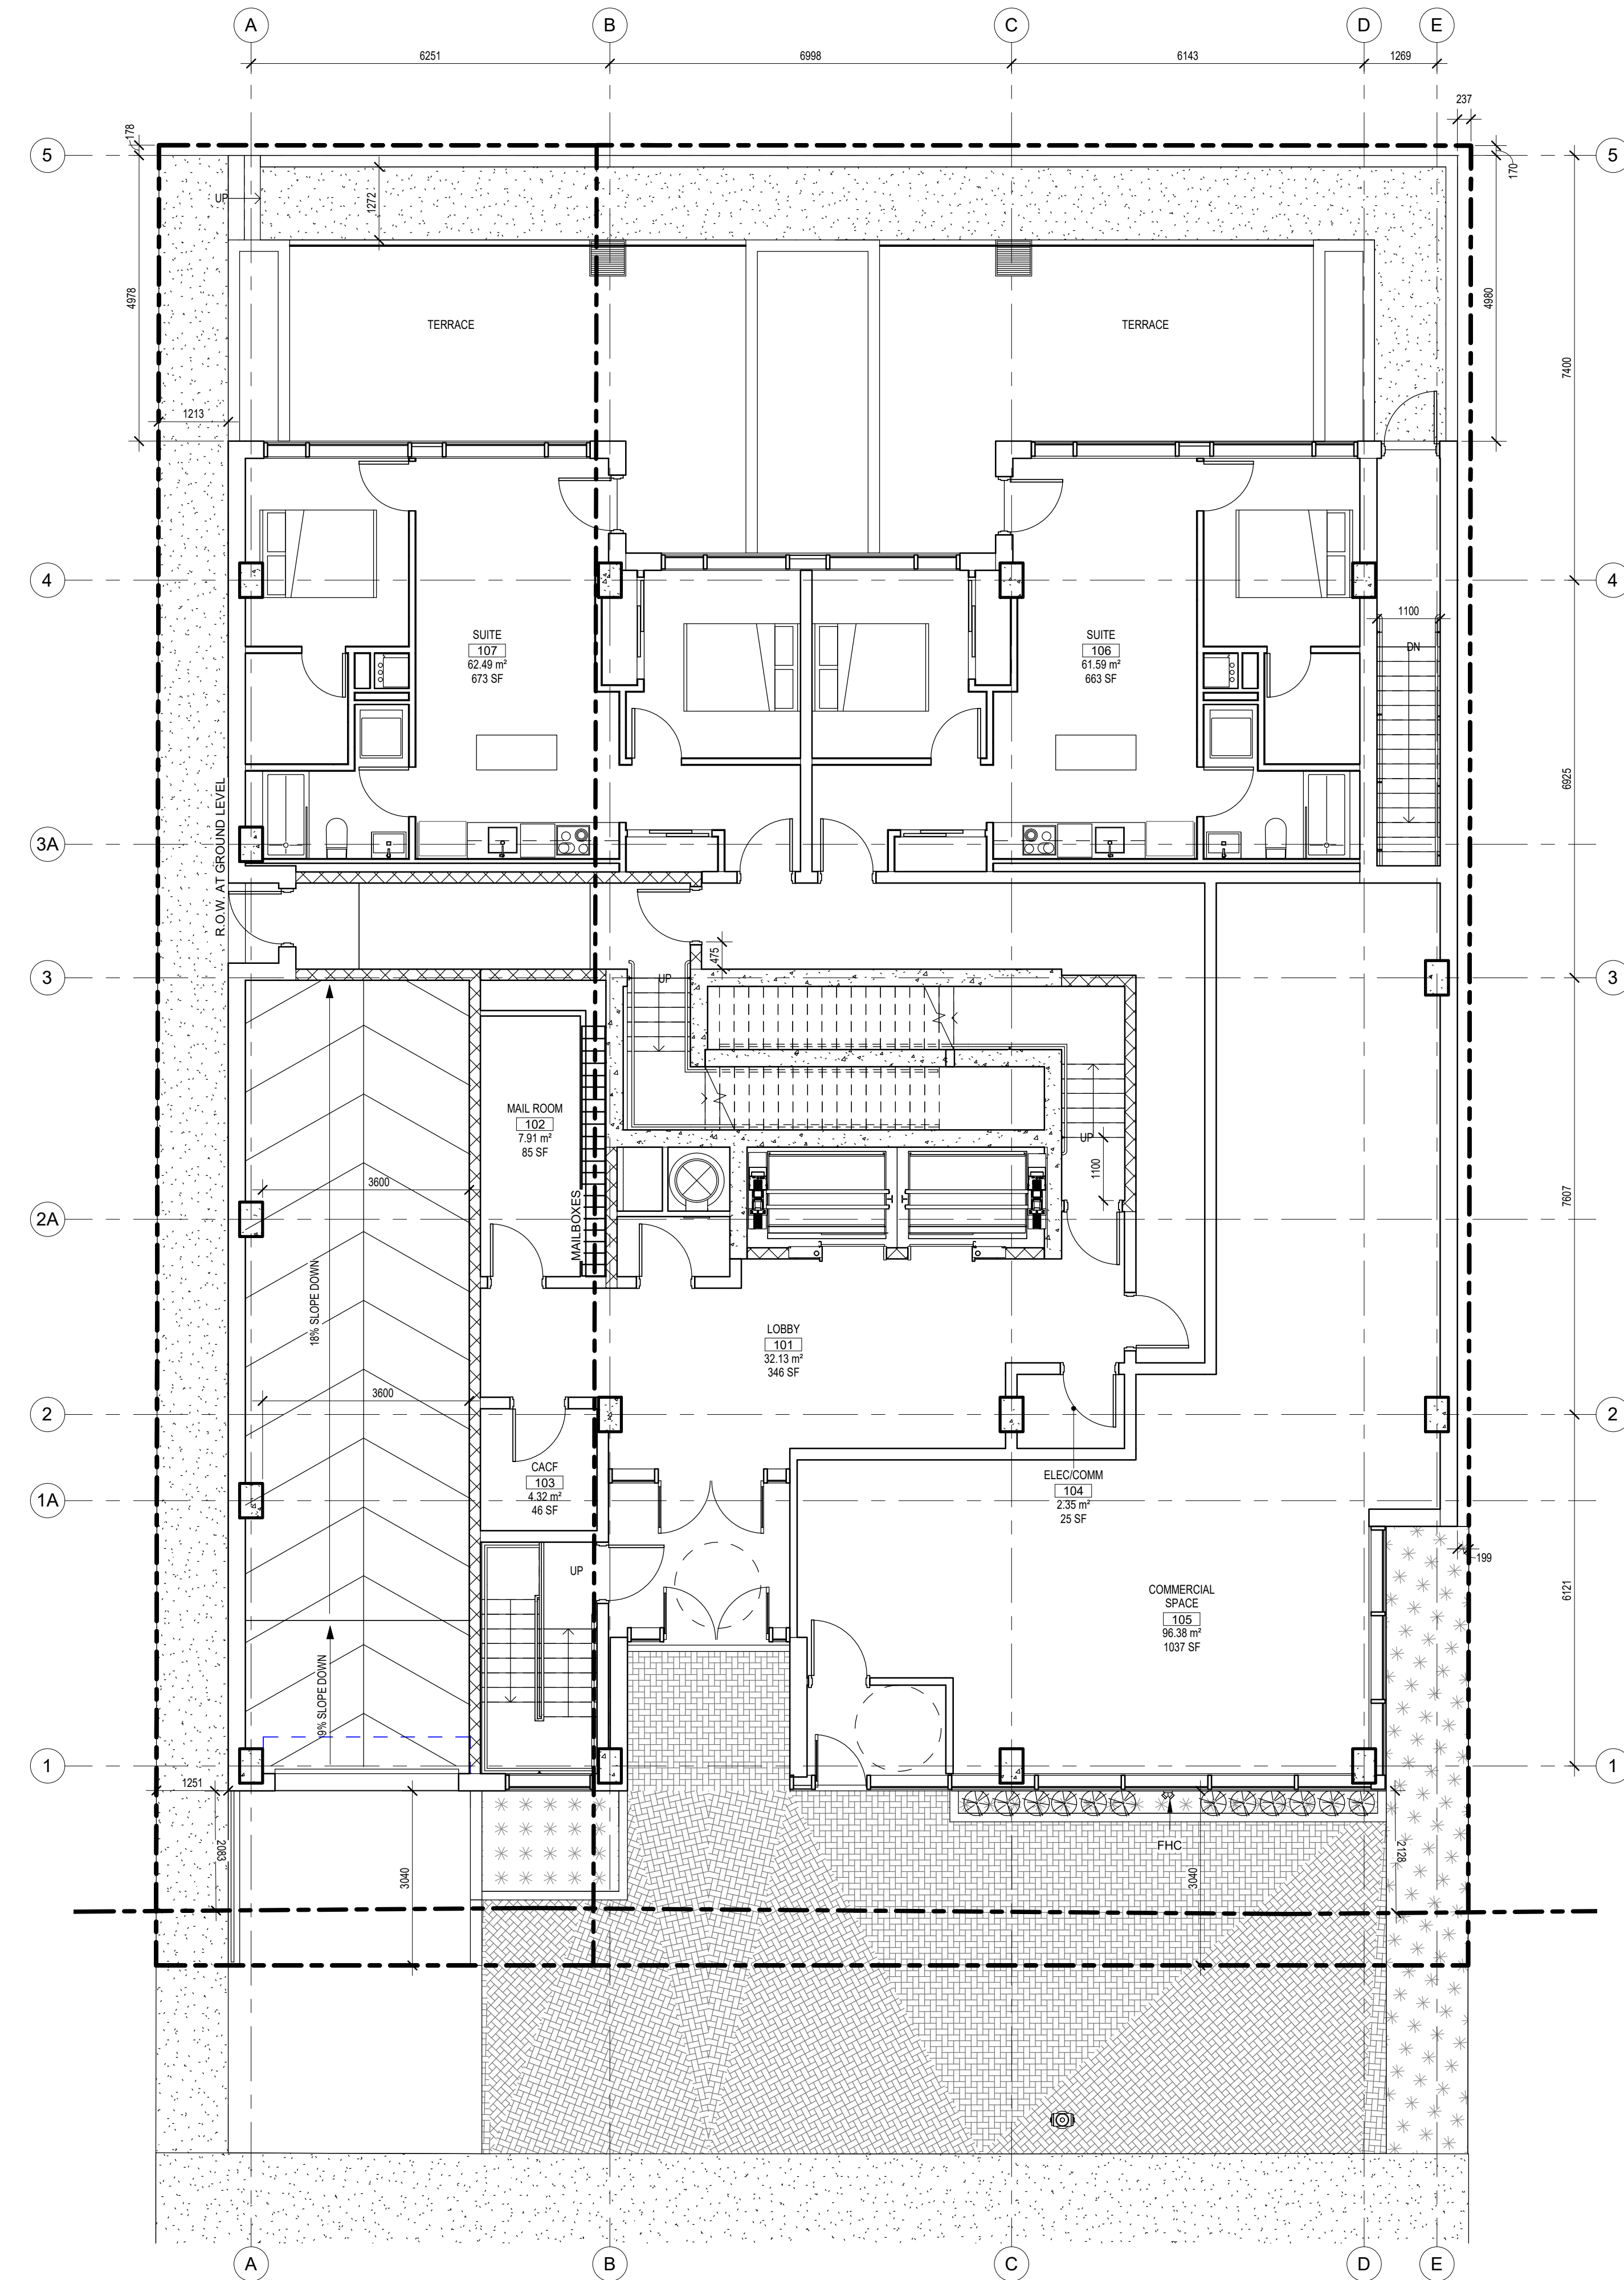 A
B
C
D
E
6251
6998
6143
1269
237
178
5
5
170
UP
1272
4978
4980
TERRACE
TERRACE
7400
1213
4
4
1100
DN
SUITE
107
62.49 m²
673 SF
SUITE
106
61.59 m²
663 SF
6925
R.O.W. AT GROUND LEVEL
3A
475
3
UP
3
MAIL ROOM
102
7.91 m²
85 SF
UP
1100
3600
MAILBOXES
2A
7607
18% SLOPE DOWN
LOBBY
101
32.13 m²
346 SF
3600
2
2
CACF
103
4.32 m²
46 SF
ELEC/COMM
104
2.35 m²
25 SF
1A
199
UP
COMMERCIAL
SPACE
105
96.38 m²
1037 SF
6121
9% SLOPE DOWN
1
1
1251
2083
3040
FHC
3040
2128
A
B
C
D
E